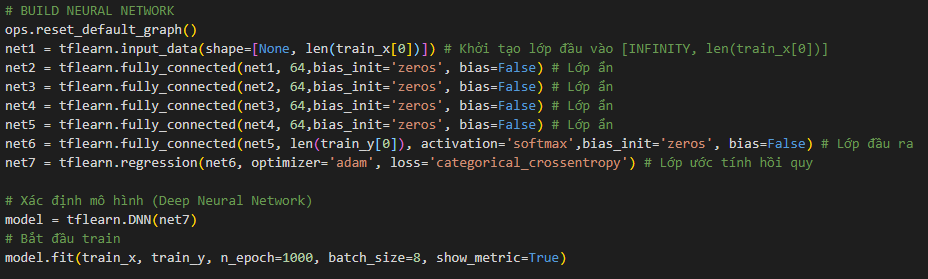 # BUILD NEURAL NETWORK
ops.reset_default_graph()
net1 = tflearn.input_data(shape=[None, len(train_x[0])]) # Khởi tạo lớp đầu vào [INFINITY, len(train_x[0])]
net2 = tflearn.fully_connected(net1, 64,bias_init='zeros', bias=False) # Lớp ẩn
net3 = tflearn.fully_connected(net2, 64,bias_init='zeros', bias=False) # Lớp ẩn
net4 = tflearn.fully_connected(net3, 64,bias_init='zeros', bias=False) # Lớp ẩn
net5 = tflearn.fully_connected(net4, 64,bias_init='zeros', bias=False) # Lớp ẩn
net6 = tflearn.fully_connected(net5, len(train_y[0]), activation='softmax',bias_init='zeros', bias=False) # Lớp đầu ra
net7 = tflearn.regression(net6, optimizer='adam', loss='categorical_crossentropy') # Lớp ước tính hồi quy
# Xác định mô hình (Deep Neural Network)
model = tflearn.DNN(net7)
# Bắt đầu train
model.fit(train_x, train_y, n_epoch=1000, batch_size=8, show_metric=True)